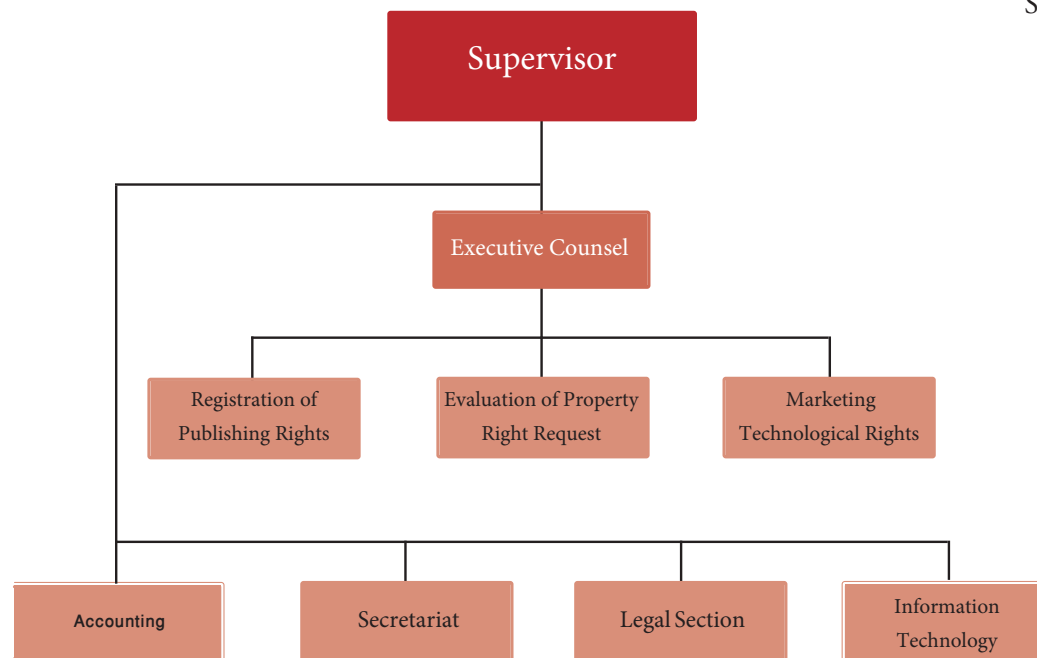 S
Supervisor
Executive Counsel
Registration of
Publishing Rights
Evaluation of Property
Right Request
Marketing
Technological Rights
Accounting
Secretariat
Legal Section
Information
Technology